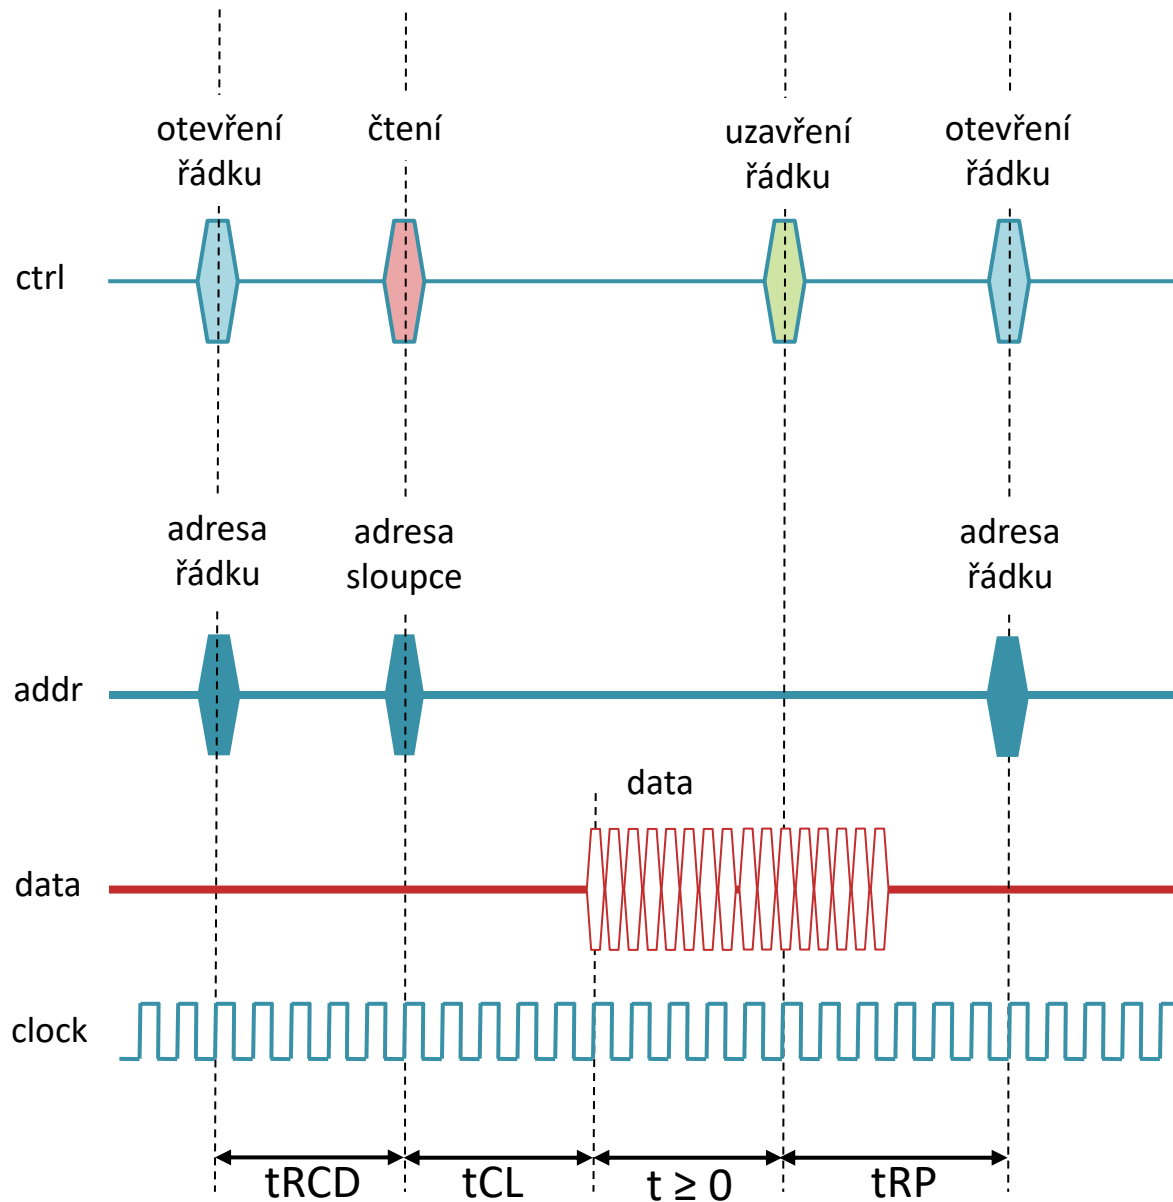 otevření
řádku
čtení
uzavření
řádku
otevření
řádku
ctrl
adresa
řádku
adresa
sloupce
adresa
řádku
addr
data
data
clock
tRCD
tCL
t ≥ 0
tRP